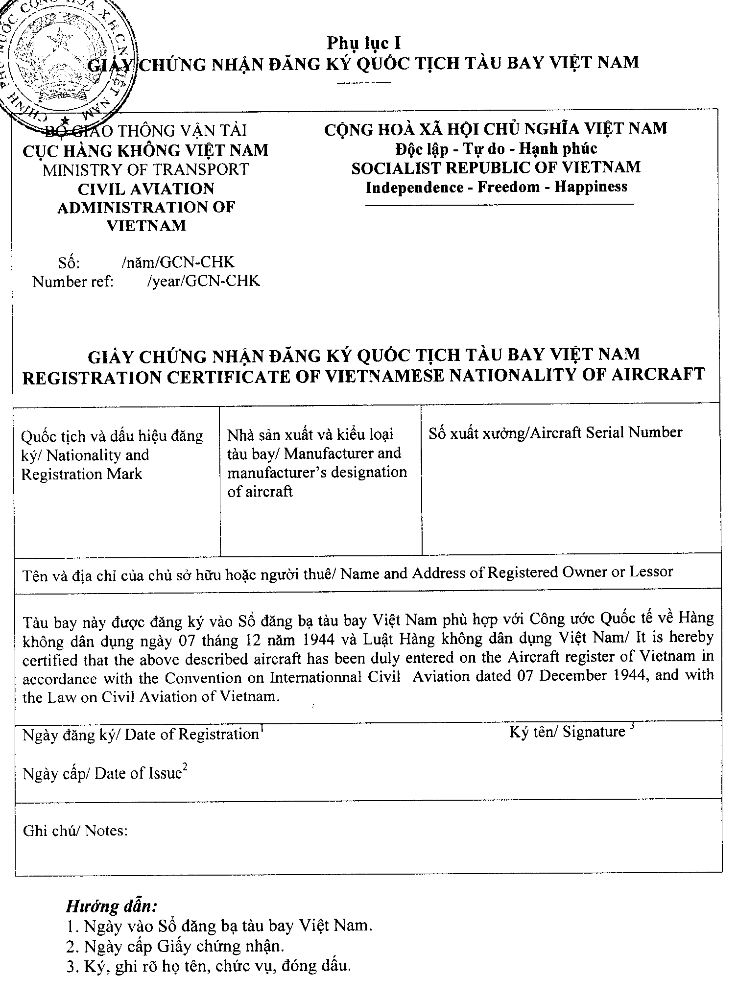 CHÍNH PHỦ NƯỚC CỘNG HOÀ X.H.C.N VIỆT NAM
Phụ lục I
GIẤY CHỨNG NHẬN ĐĂNG KÝ QUỐC TỊCH TÀU BAY VIỆT NAM
BỘ GIAO THÔNG VẬN TẢI
CỤC HÀNG KHÔNG VIỆT NAM
MINISTRY OF TRANSPORT
CIVIL AVIATION
ADMINISTRATION OF
VIETNAM
CỘNG HOÀ XÃ HỘI CHỦ NGHĨA VIỆT NAM
Độc lập - Tự do - Hạnh phúc
SOCIALIST REPUBLIC OF VIETNAM
Independence - Freedom - Happiness
Số: /năm/GCN-CHK
Number ref: /year/GCN-CHK
GIẤY CHỨNG NHẬN ĐĂNG KÝ QUỐC TỊCH TÀU BAY VIỆT NAM
REGISTRATION CERTIFICATE OF VIETNAMESE NATIONALITY OF AIRCRAFT
Quốc tịch và dấu hiệu đăng
ký/ Nationality and
Registration Mark
Nhà sản xuất và kiểu loại
tàu bay/ Manufacturer and
manufacturer's designation
of aircraft
Số xuất xưởng/Aircraft Serial Number
Tên và địa chỉ của chủ sở hữu hoặc người thuê/ Name and Address of Registered Owner or Lessor
Tàu bay này được đăng ký vào Sổ đăng bạ tàu bay Việt Nam phù hợp với Công ước Quốc tế về Hàng
không dân dụng ngày 07 tháng 12 năm 1944 và Luật Hàng không dân dụng Việt Nam/ It is hereby
certified that the above described aircraft has been duly entered on the Aircraft register of Vietnam in
accordance with the Convention on Internationnal Civil Aviation dated 07 December 1944, and with
the Law on Civil Aviation of Vietnam.
Ngày đăng ký/ Date of Registration¹
Ký tên/ Signature ³
Ngày cấp/ Date of Issue²
Ghi chú/ Notes:
Hướng dẫn:
1. Ngày vào Sổ đăng bạ tàu bay Việt Nam.
2. Ngày cấp Giấy chứng nhận.
3. Ký, ghi rõ họ tên, chức vụ, đóng dấu.